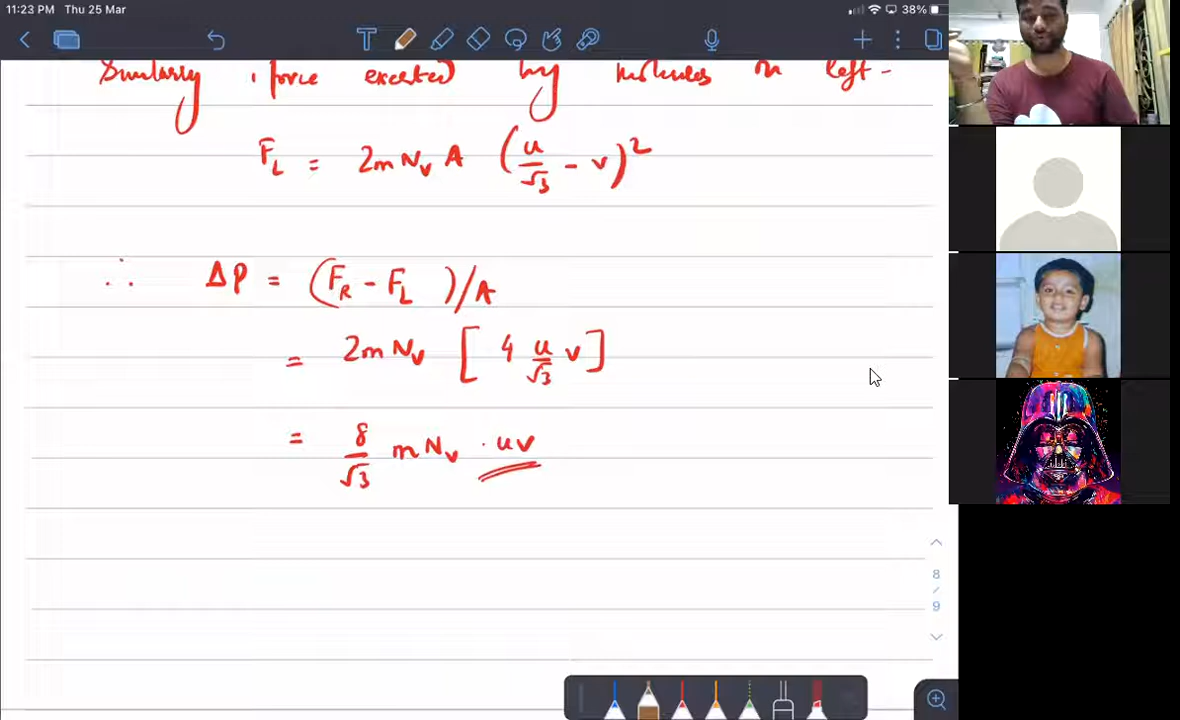 11:23 PM Thu 25 Mar 38%
Similarly, force exerted by molecules on left-
F_L = 2m N_v A (u/√3 - v)²
∴ ΔP = (F_R - F_L)/A
= 2m N_v [4 u/√3 v]
= 8/√3 m N_v · uv
8
/
9